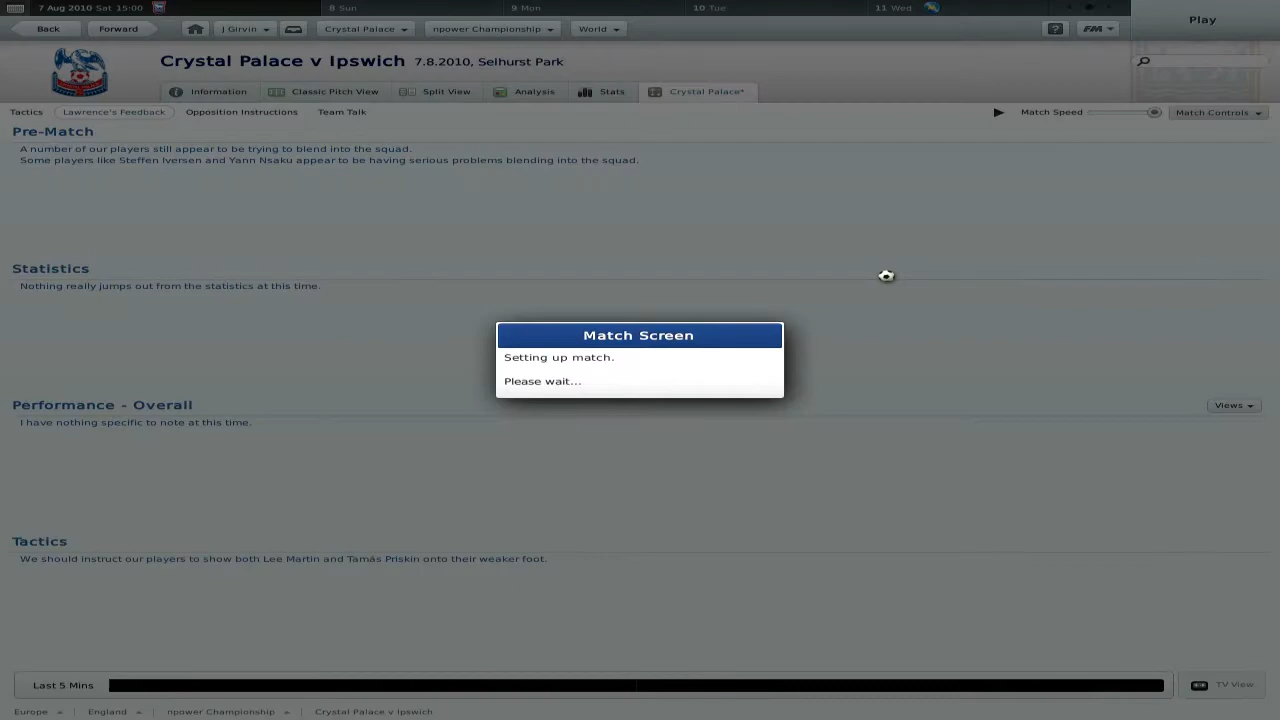 7 Aug 2010 Sat 15:00 8 Sun 9 Mon 10 Tue 11 Wed
Back Forward J Girvin Crystal Palace npower Championship World ? FM Play
Crystal Palace v Ipswich 7.8.2010, Selhurst Park
Information Classic Pitch View Split View Analysis Stats Crystal Palace*
Tactics Lawrence's Feedback Opposition Instructions Team Talk Match Speed Match Controls
Pre-Match
A number of our players still appear to be trying to blend into the squad.
Some players like Steffen Iversen and Yann Nsaku appear to be having serious problems blending into the squad.
Statistics
Nothing really jumps out from the statistics at this time.
Match Screen
Setting up match.
Please wait...
Performance - Overall Views
I have nothing specific to note at this time.
Tactics
We should instruct our players to show both Lee Martin and Tamás Priskin onto their weaker foot.
Last 5 Mins TV View
Europe England npower Championship Crystal Palace v Ipswich